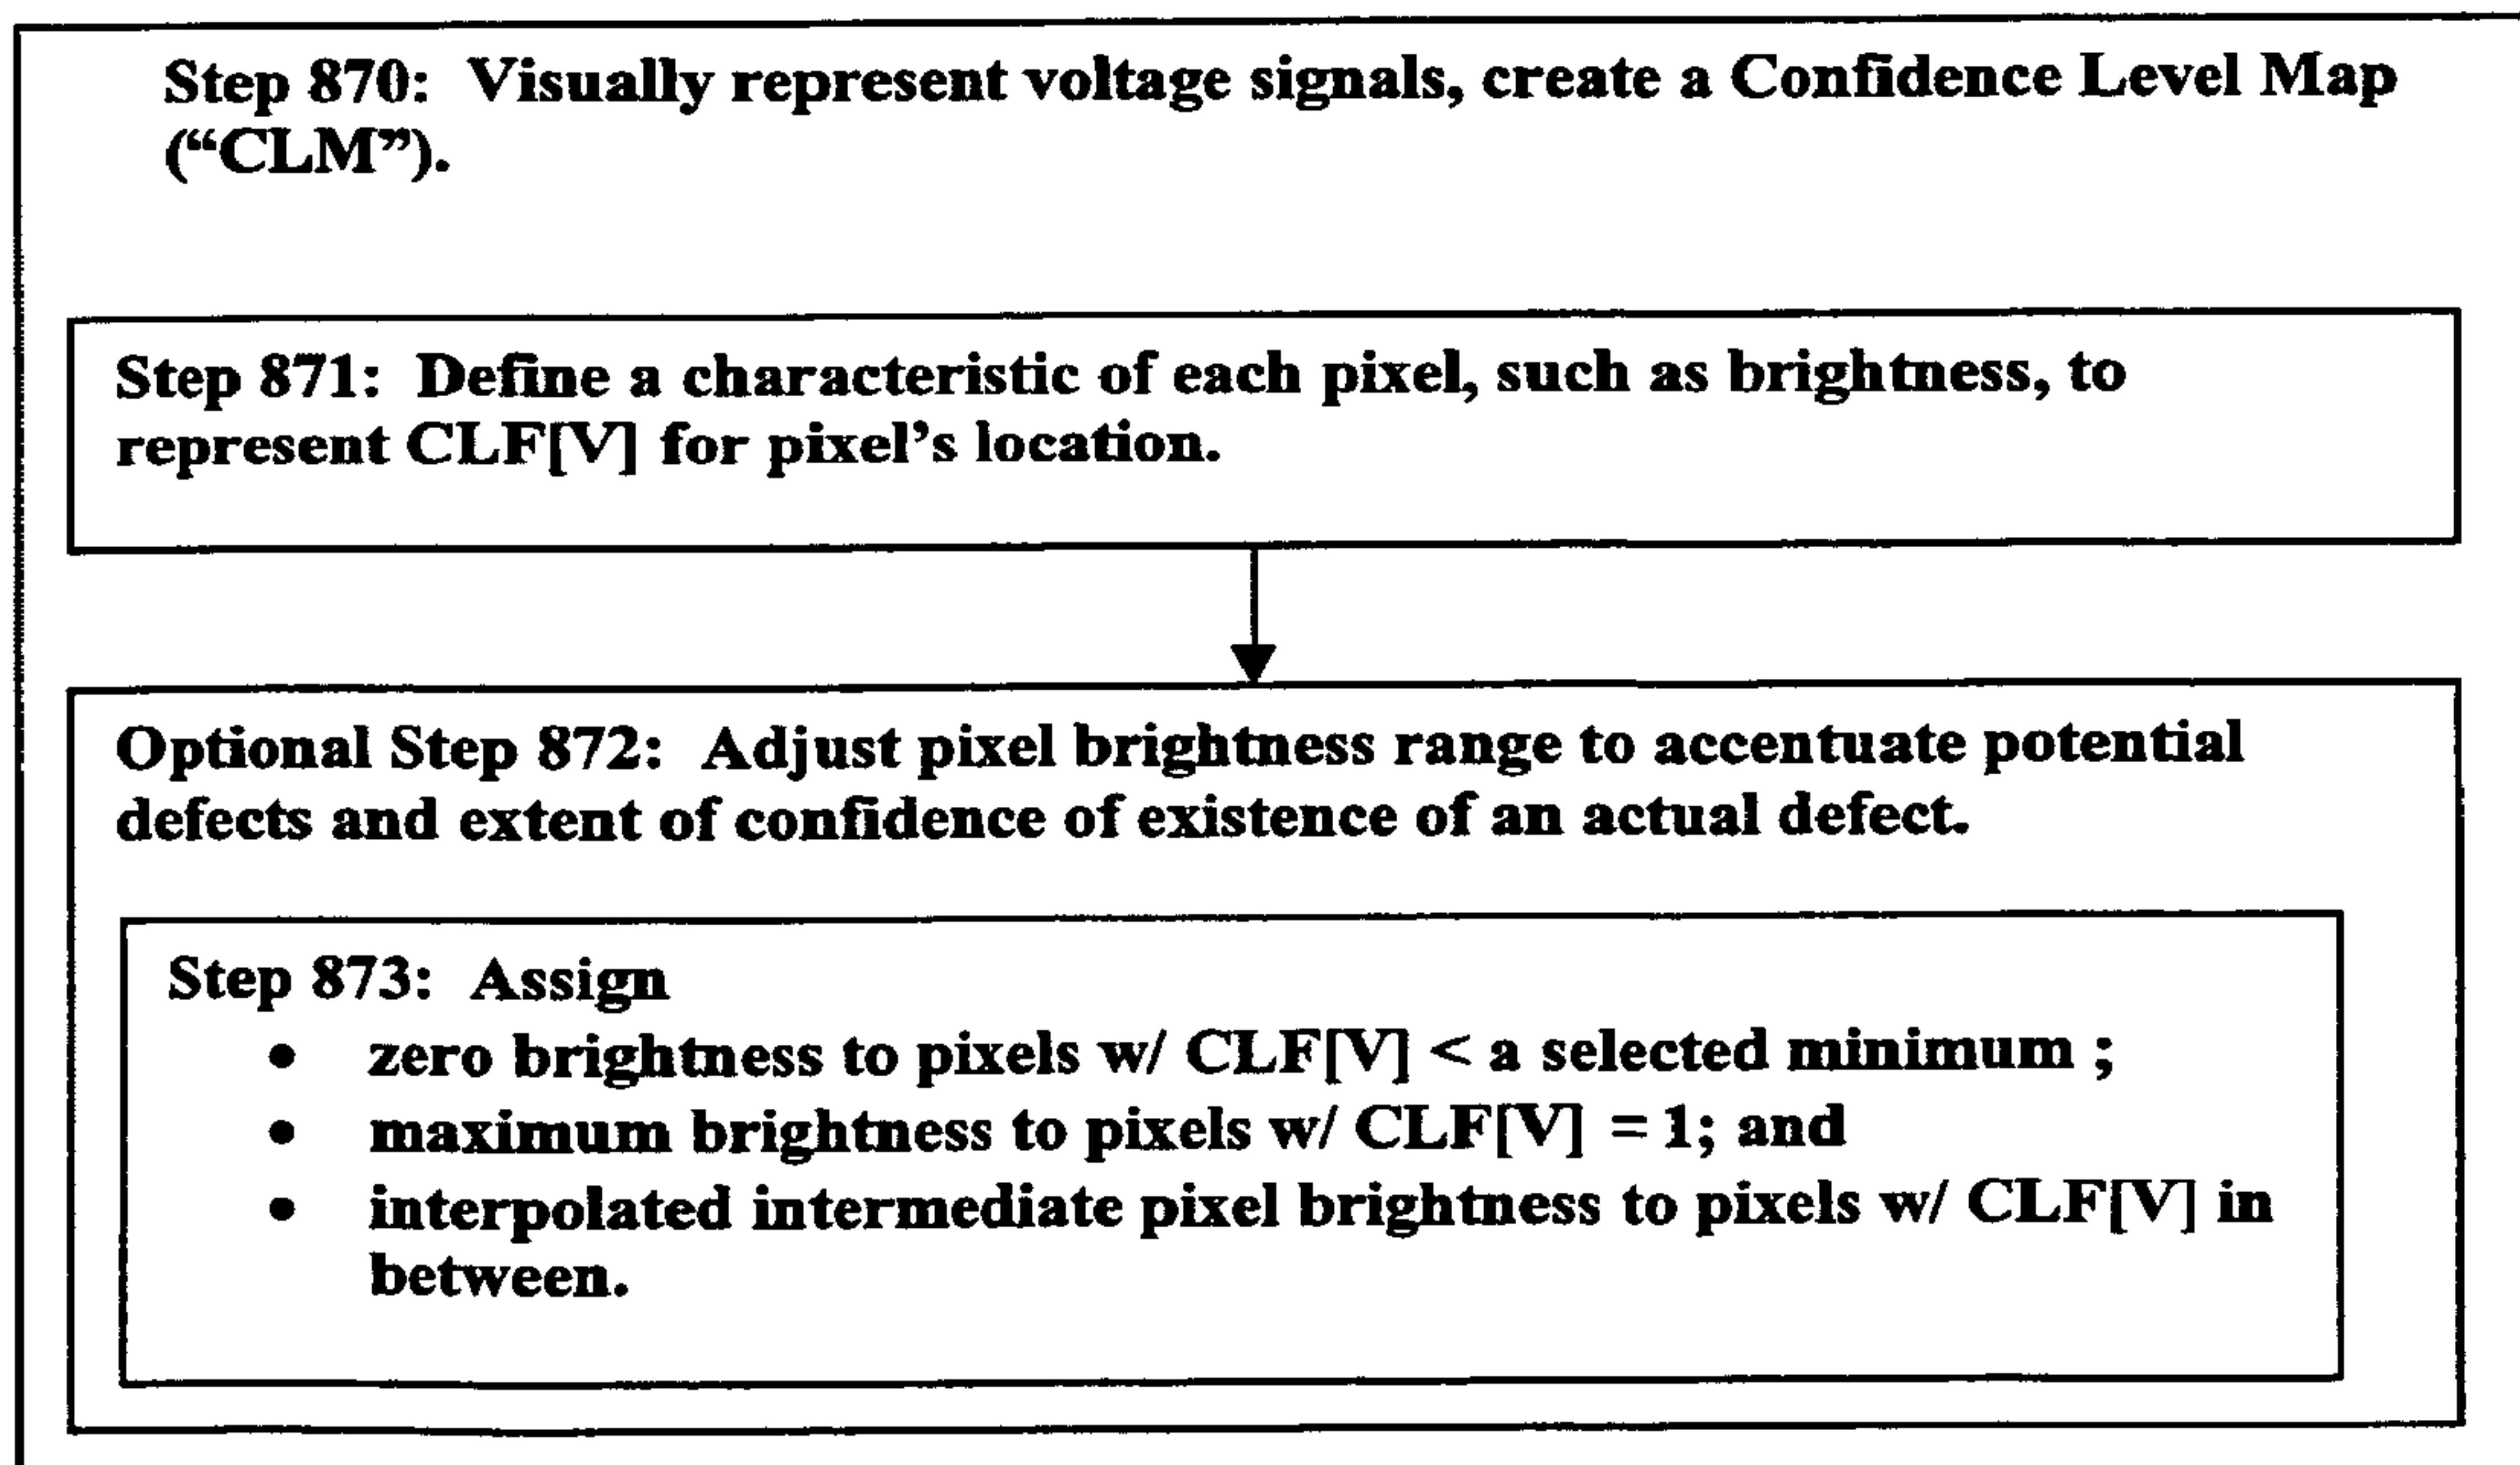 Step 870: Visually represent voltage signals, create a Confidence Level Map
(“CLM”).
Step 871: Define a characteristic of each pixel, such as brightness, to
represent CLF[V] for pixel’s location.
Optional Step 872: Adjust pixel brightness range to accentuate potential
defects and extent of confidence of existence of an actual defect.
Step 873: Assign
• zero brightness to pixels w/ CLF[V] < a selected minimum ;
• maximum brightness to pixels w/ CLF[V] = 1; and
• interpolated intermediate pixel brightness to pixels w/ CLF[V] in
between.